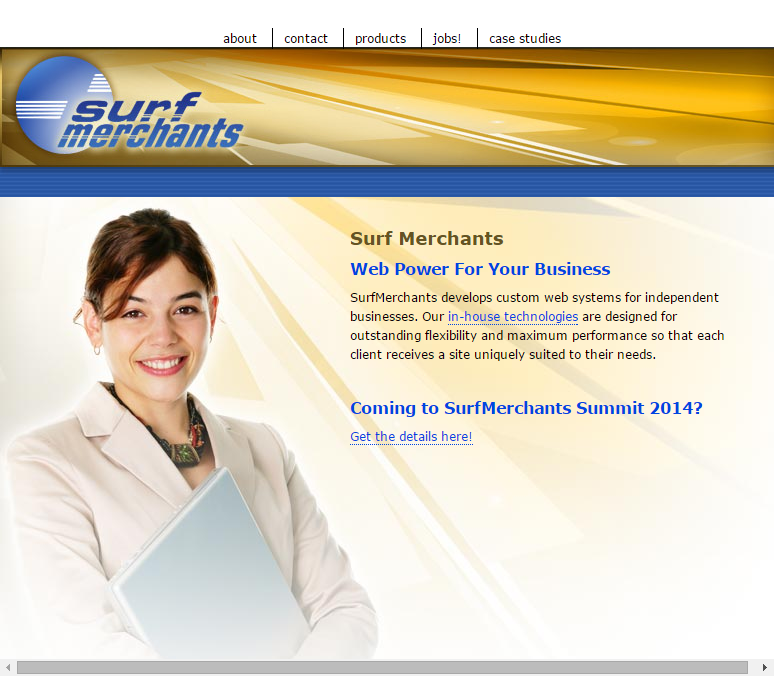 about
contact
products
jobs!
case studies
surf
merchants
Surf Merchants
Web Power For Your Business
SurfMerchants develops custom web systems for independent
businesses. Our in-house technologies are designed for
outstanding flexibility and maximum performance so that each
client receives a site uniquely suited to their needs.
Coming to SurfMerchants Summit 2014?
Get the details here!